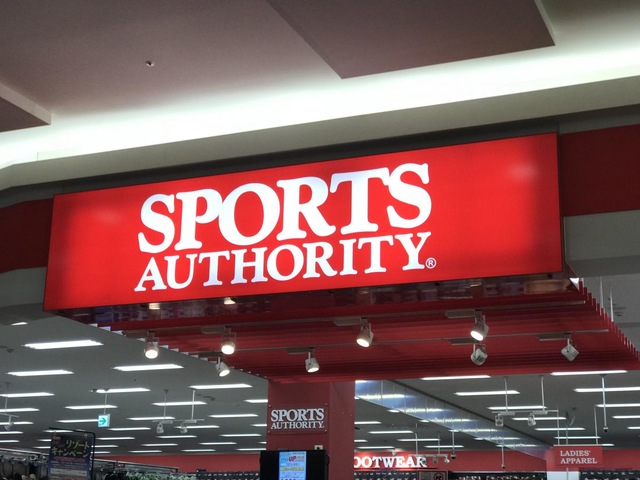 SPORTS
AUTHORITY®
SPORTS
AUTHORITY.
OOTWEAR
LADIES'
APPAREL